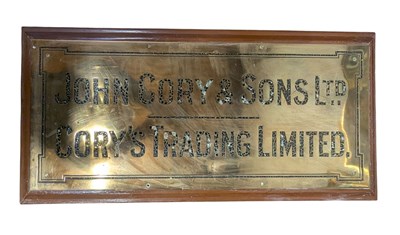 JOHN CORY & SONS LTD
CORY'S TRADING LIMITED.